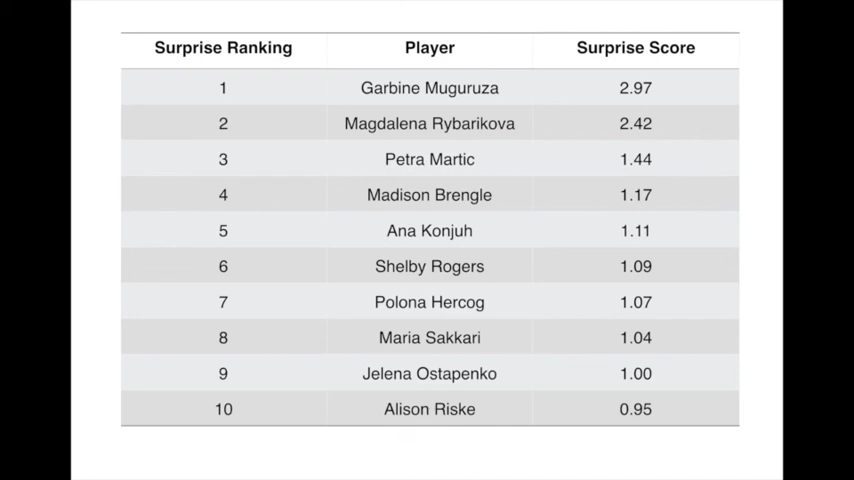 Surprise Ranking Player Surprise Score
1 Garbine Muguruza 2.97
2 Magdalena Rybarikova 2.42
3 Petra Martic 1.44
4 Madison Brengle 1.17
5 Ana Konjuh 1.11
6 Shelby Rogers 1.09
7 Polona Hercog 1.07
8 Maria Sakkari 1.04
9 Jelena Ostapenko 1.00
10 Alison Riske 0.95